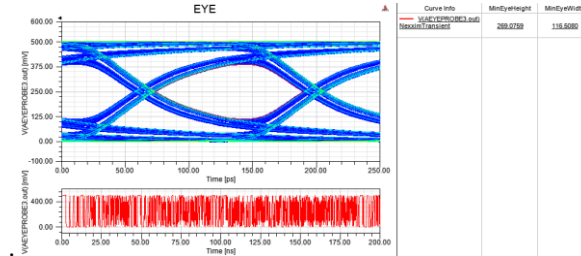 EYE
Curve Info MinEyeHeight MinEyeWidth
V(AEYEPROBE3.out)
NexximTransient 269.0759 116.5080
V(AEYEPROBE3.out) [mV]
600.00
500.00
375.00
250.00
125.00
0.00
-100.00
0.00 50.00 100.00 150.00 200.00 250.00
Time [ps]
V(AEYEPROBE3.out) [mV]
400.00
0.00
0.00 25.00 50.00 75.00 100.00 125.00 150.00 175.00 200.00
Time [ns]